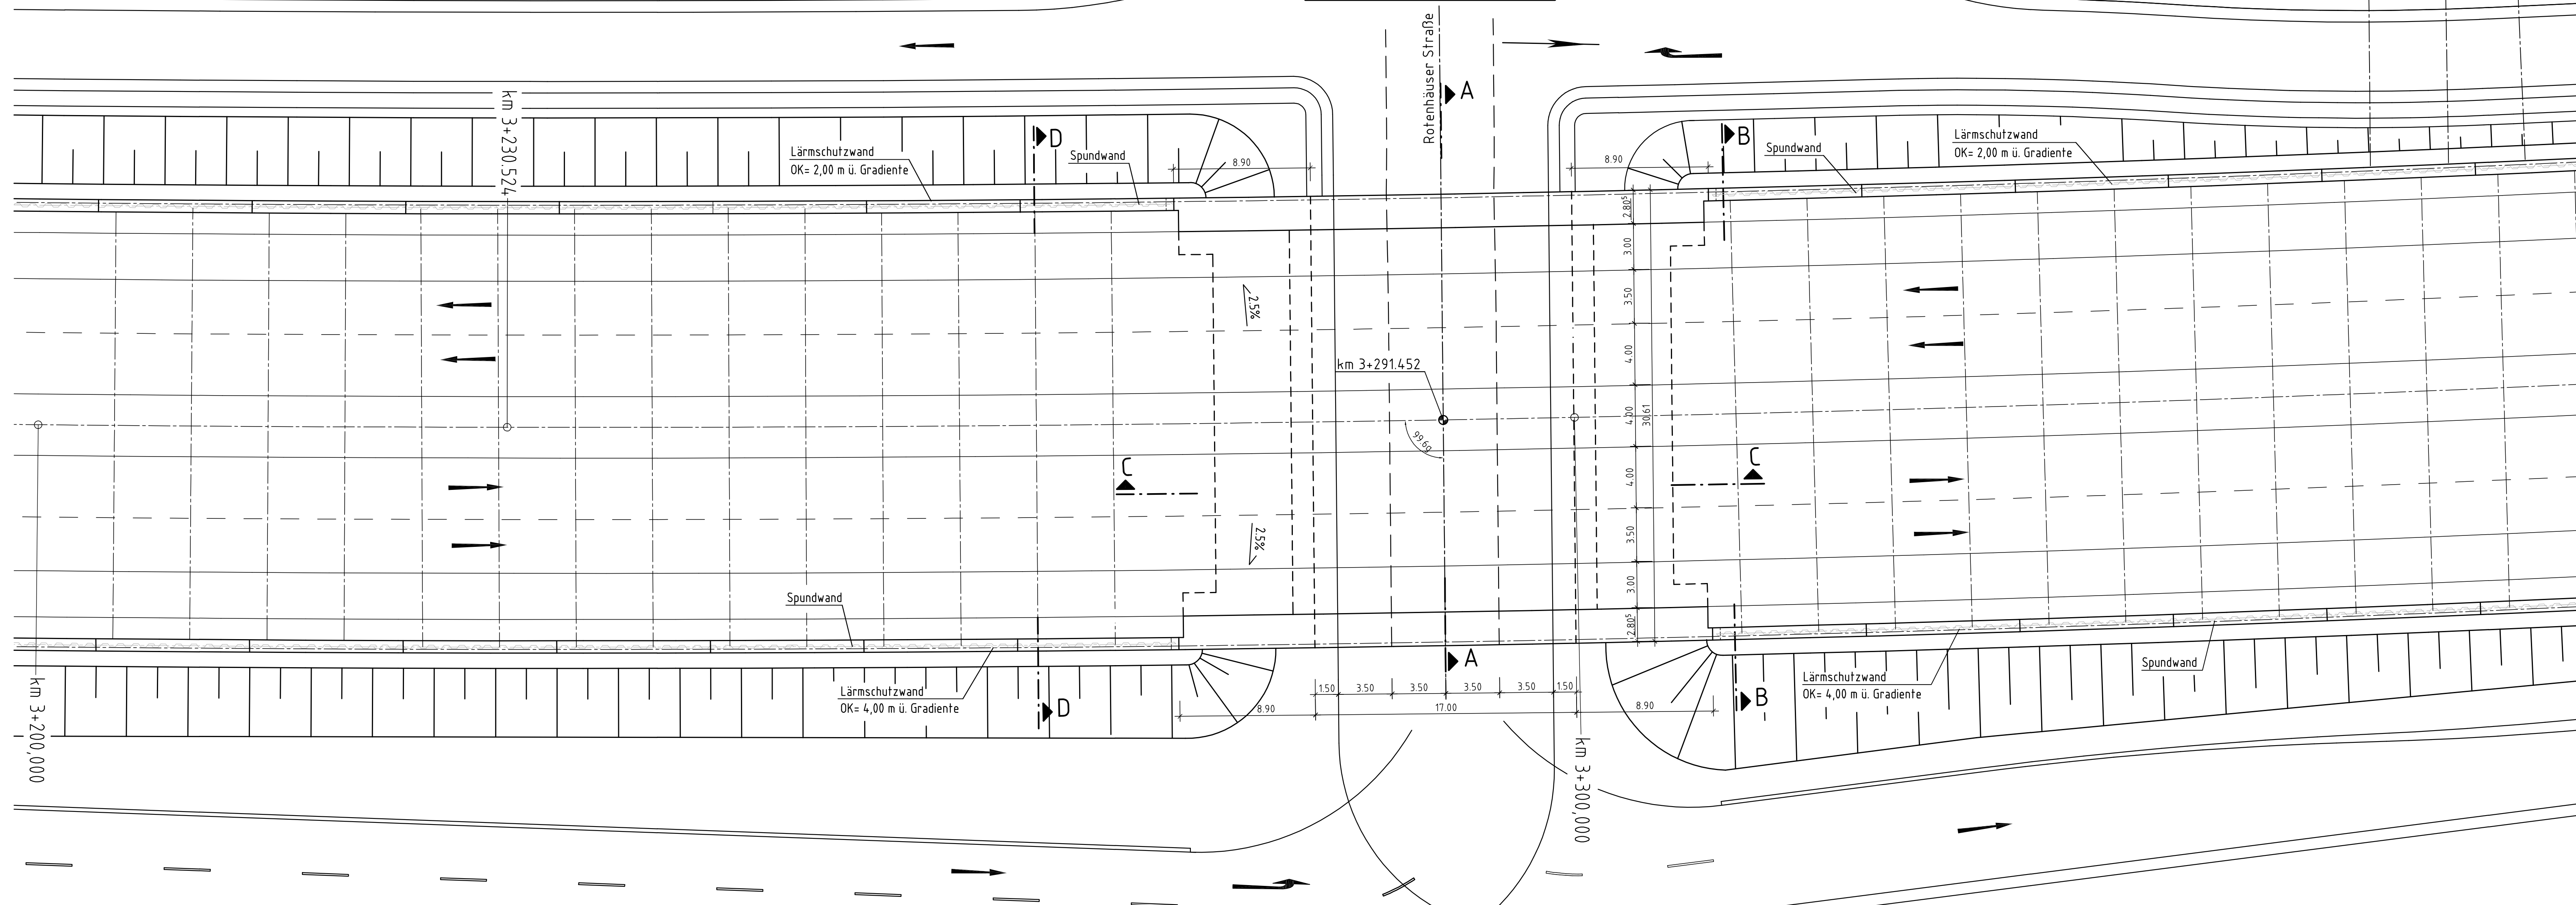 Rotenhäuser Straße
A
km 3+230.524
D
B
Lärmschutzwand
OK= 2,00 m ü. Gradiente
Spundwand
8.90
8.90
Spundwand
Lärmschutzwand
OK= 2,00 m ü. Gradiente
2.80⁵
3.00
3.50
4.00
4.00
4.00
3.50
3.00
2.80⁵
30.61
2.5%
km 3+291.452
99.6g
C
C
2.5%
Spundwand
Lärmschutzwand
OK= 4,00 m ü. Gradiente
D
A
B
1.50
3.50
3.50
3.50
3.50
1.50
8.90
17.00
8.90
Lärmschutzwand
OK= 4,00 m ü. Gradiente
Spundwand
km 3+200,000
km 3+300,000